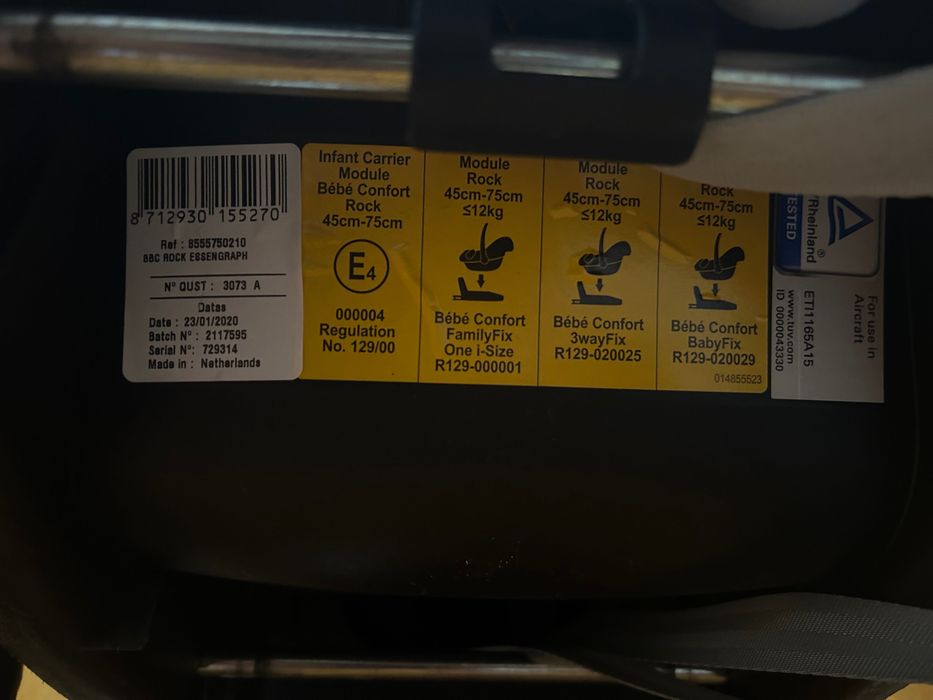 8 712930 155270
Ref : 8555750210
BBC ROCK ESSENGRAPH
N° QUST : 3073 A
Datas
Date : 23/01/2020
Batch N° : 2117595
Serial N° : 729314
Made in : Netherlands
Infant Carrier
Module
Bébé Confort
Rock
45cm-75cm
E4
000004
Regulation
No. 129/00
Module
Rock
45cm-75cm
≤12kg
Bébé Confort
FamilyFix
One i-Size
R129-000001
Module
Rock
45cm-75cm
≤12kg
Bébé Confort
3wayFix
R129-020025
Rock
45cm-75cm
≤12kg
Bébé Confort
BabyFix
R129-020029
014855523
Rheinland®
ESTED
For use in
Aircraft
ETI1165A15
www.tuv.com
ID 0000043330